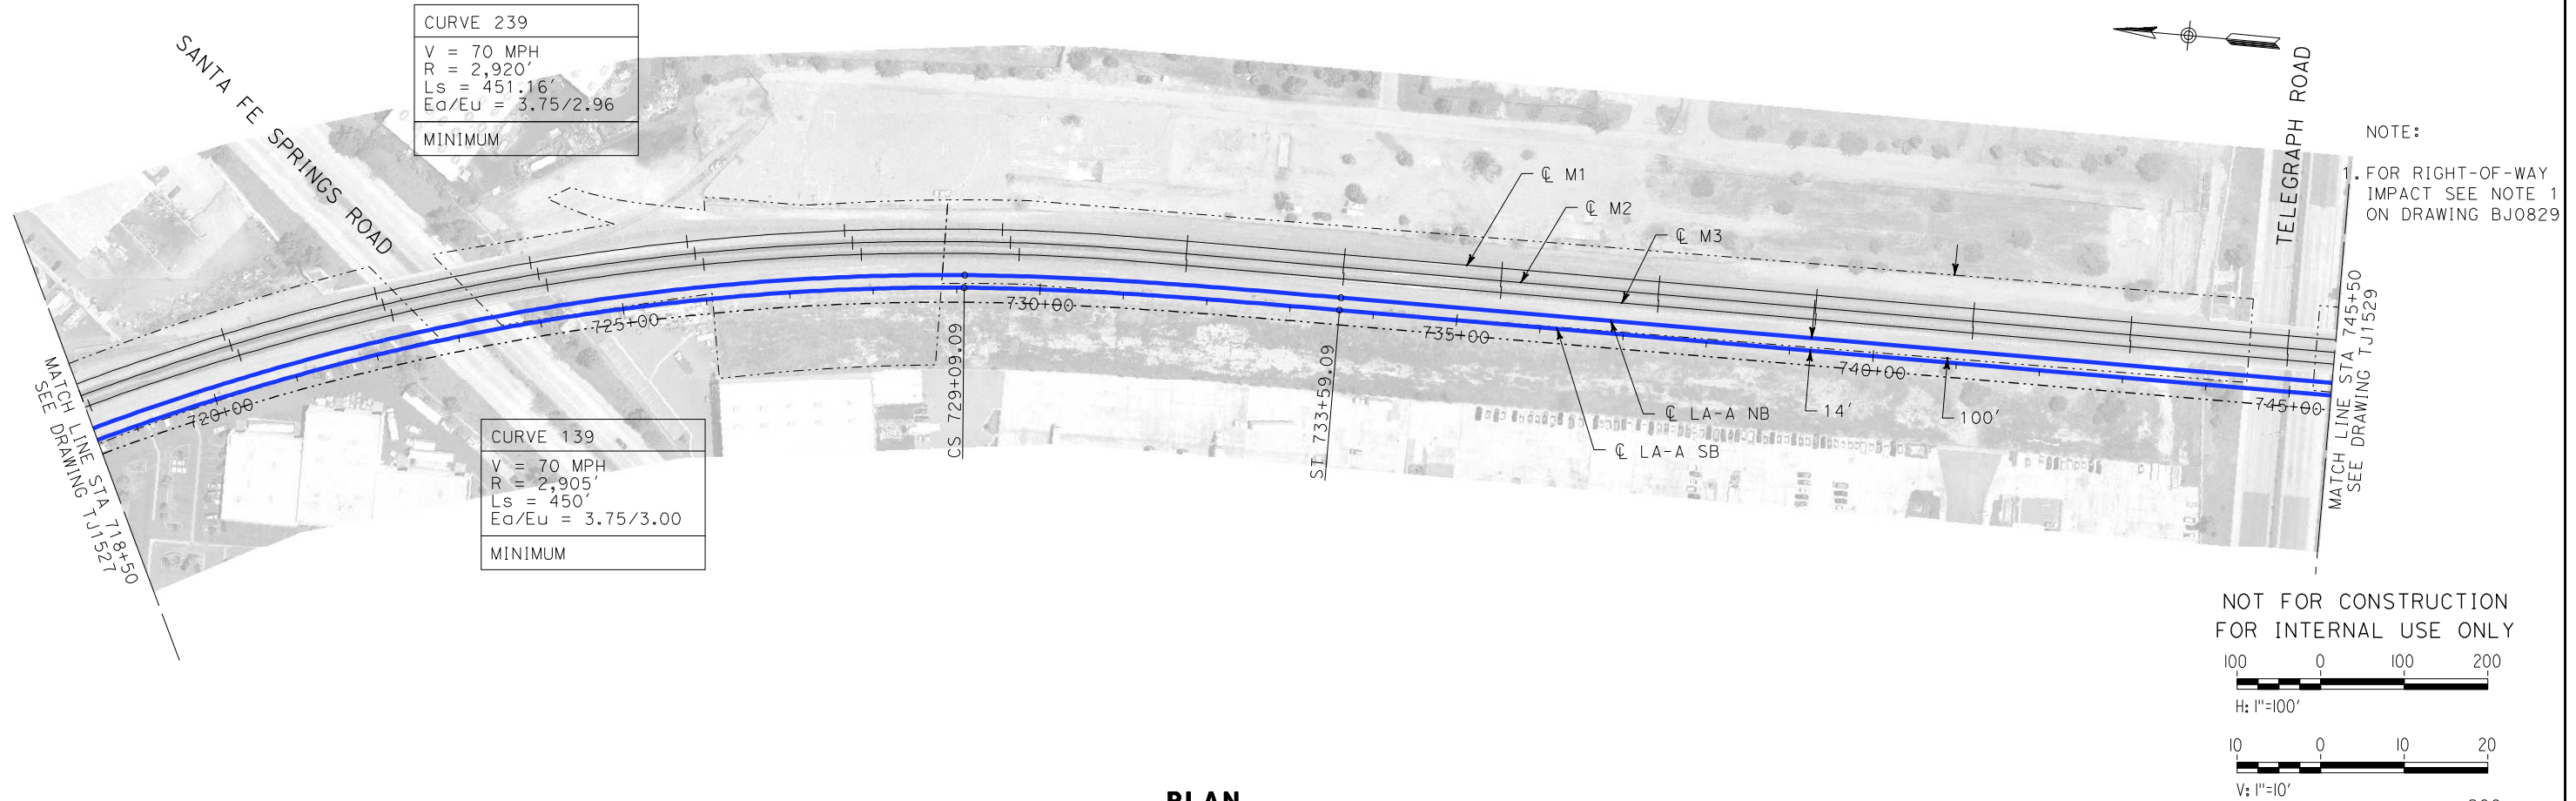 CURVE 239
V = 70 MPH
R = 2,920′
Ls = 451.16′
Ea/Eu = 3.75/2.96
MINIMUM
SANTA FE SPRINGS ROAD
TELEGRAPH ROAD
NOTE:
1. FOR RIGHT-OF-WAY
IMPACT SEE NOTE 1
ON DRAWING BJ0829
℄ M1
℄ M2
℄ M3
720+00
725+00
730+00
735+00
740+00
745+00
CS 729+09.09
ST 733+59.09
14′
100′
℄ LA-A NB
℄ LA-A SB
MATCH LINE STA 718+50
SEE DRAWING TJ1527
MATCH LINE STA 745+50
SEE DRAWING TJ1529
CURVE 139
V = 70 MPH
R = 2,905′
Ls = 450′
Ea/Eu = 3.75/3.00
MINIMUM
NOT FOR CONSTRUCTION
FOR INTERNAL USE ONLY
100 0 100 200
H: 1"=100′
10 0 10 20
V: 1"=10′
PLAN